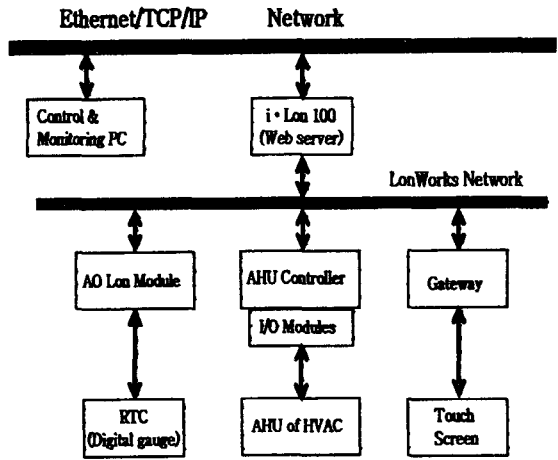 Ethernet/TCP/IP Network
Control &
Monitoring PC
i • Lon 100
(Web server)
LonWorks Network
AO Lon Module
AHU Controller
Gateway
I/O Modules
RTC
(Digital gauge)
AHU of HVAC
Touch
Screen